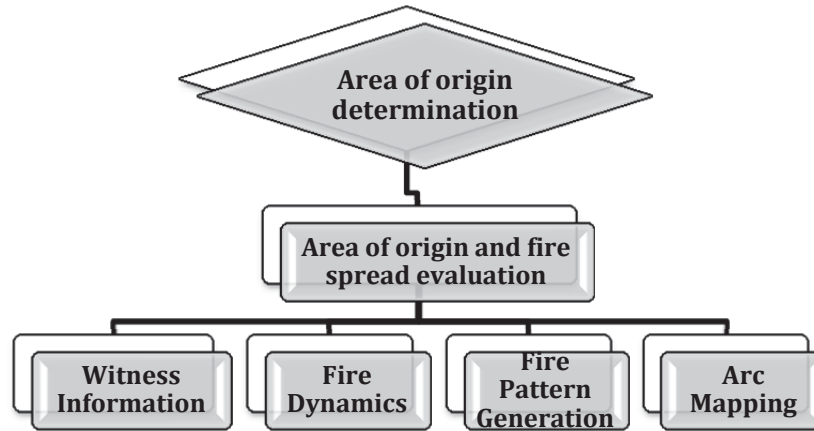 Area of origin
determination
Area of origin and fire
spread evaluation
Witness
Information
Fire
Dynamics
Fire
Pattern
Generation
Arc
Mapping